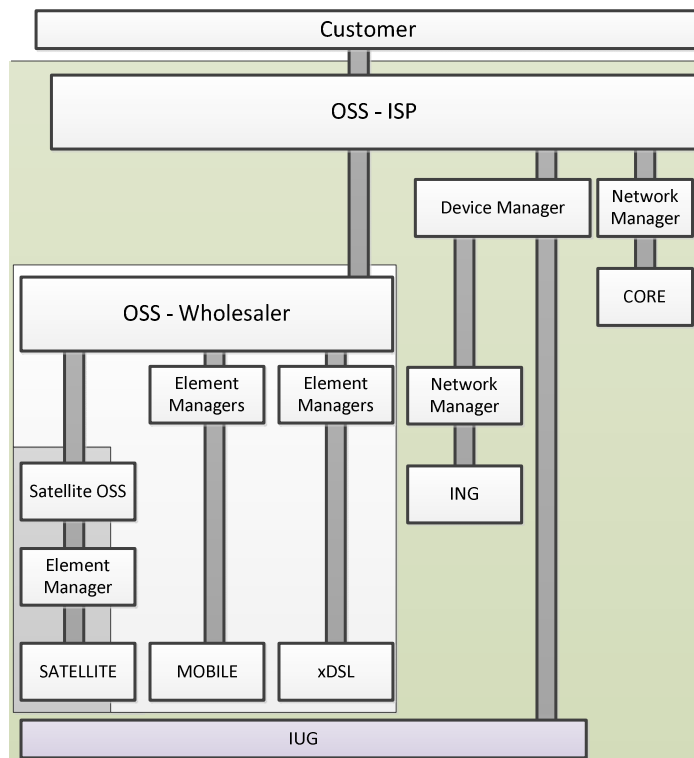 Customer
OSS - ISP
Device Manager
Network
Manager
CORE
OSS - Wholesaler
Element
Managers
Element
Managers
Network
Manager
Satellite OSS
ING
Element
Manager
SATELLITE
MOBILE
xDSL
IUG